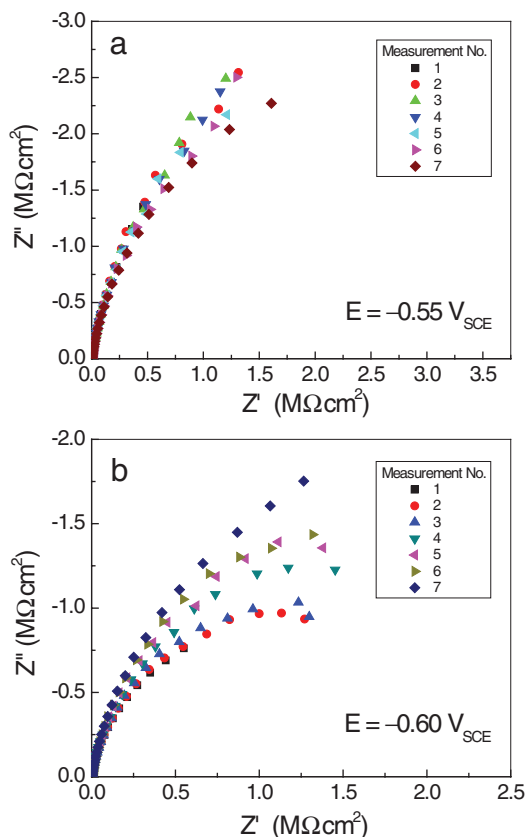 a
-3.0
-2.5
-2.0
-1.5
-1.0
-0.5
0.0
Z'' (MΩcm²)
Measurement No.
1
2
3
4
5
6
7
E = −0.55 V_SCE
0.0 0.5 1.0 1.5 2.0 2.5 3.0 3.5
Z' (MΩcm²)
b
-2.0
-1.5
-1.0
-0.5
0.0
Z'' (MΩcm²)
Measurement No.
1
2
3
4
5
6
7
E = −0.60 V_SCE
0.0 0.5 1.0 1.5 2.0 2.5
Z' (MΩcm²)